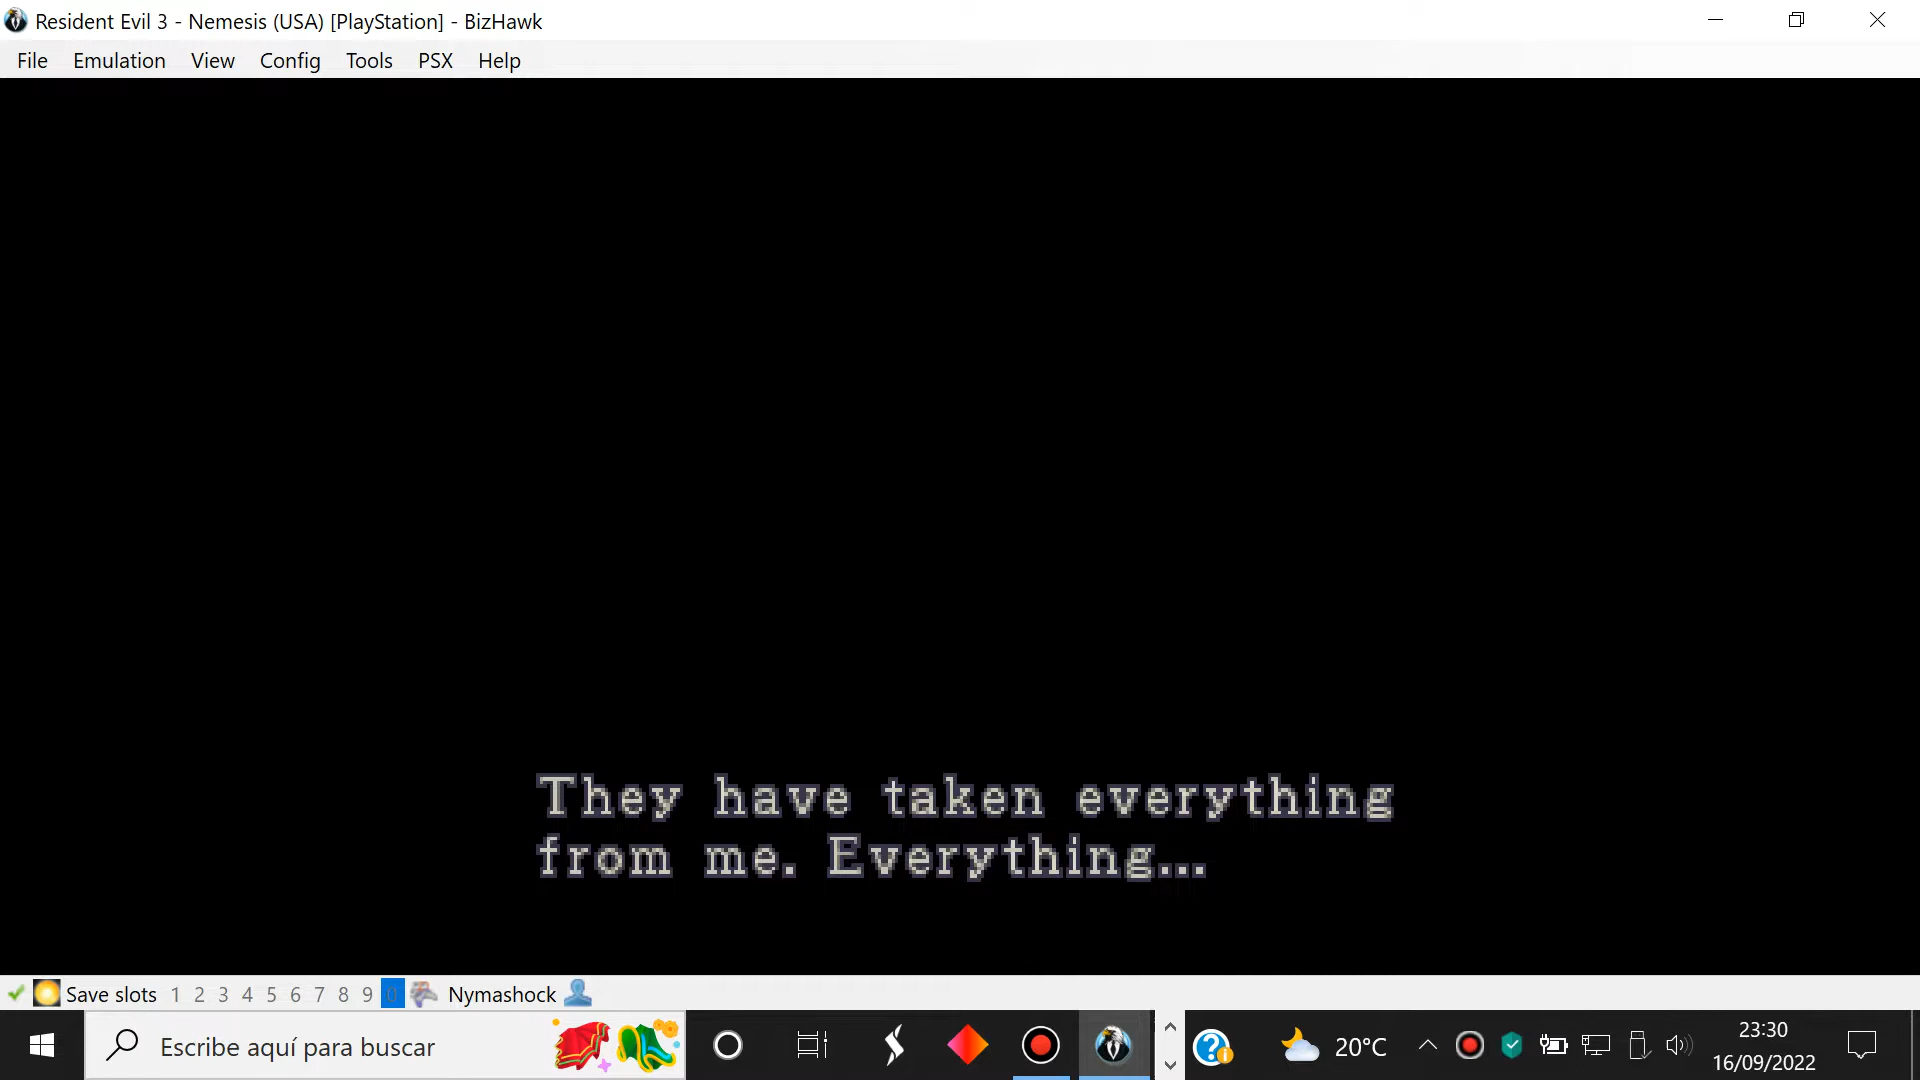 Resident Evil 3 - Nemesis (USA) [PlayStation] - BizHawk
File Emulation View Config Tools PSX Help
They have taken everything
from me. Everything...
Save slots 1 2 3 4 5 6 7 8 9 0 Nymashock
Escribe aquí para buscar
20°C
23:30
16/09/2022